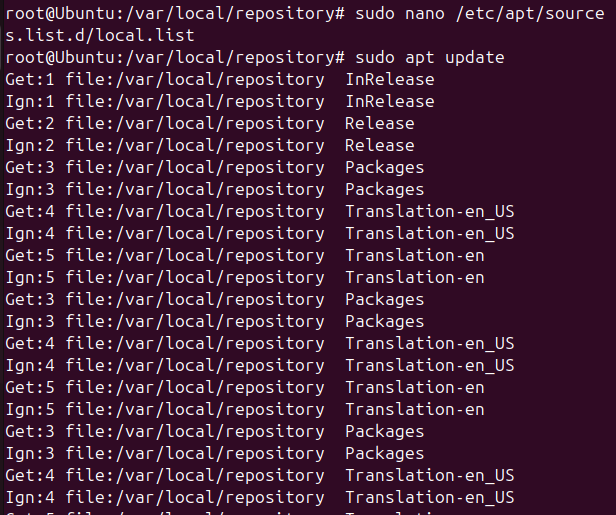 root@Ubuntu:/var/local/repository# sudo nano /etc/apt/source
s.list.d/local.list
root@Ubuntu:/var/local/repository# sudo apt update
Get:1 file:/var/local/repository  InRelease
Ign:1 file:/var/local/repository  InRelease
Get:2 file:/var/local/repository  Release
Ign:2 file:/var/local/repository  Release
Get:3 file:/var/local/repository  Packages
Ign:3 file:/var/local/repository  Packages
Get:4 file:/var/local/repository  Translation-en_US
Ign:4 file:/var/local/repository  Translation-en_US
Get:5 file:/var/local/repository  Translation-en
Ign:5 file:/var/local/repository  Translation-en
Get:3 file:/var/local/repository  Packages
Ign:3 file:/var/local/repository  Packages
Get:4 file:/var/local/repository  Translation-en_US
Ign:4 file:/var/local/repository  Translation-en_US
Get:5 file:/var/local/repository  Translation-en
Ign:5 file:/var/local/repository  Translation-en
Get:3 file:/var/local/repository  Packages
Ign:3 file:/var/local/repository  Packages
Get:4 file:/var/local/repository  Translation-en_US
Ign:4 file:/var/local/repository  Translation-en_US